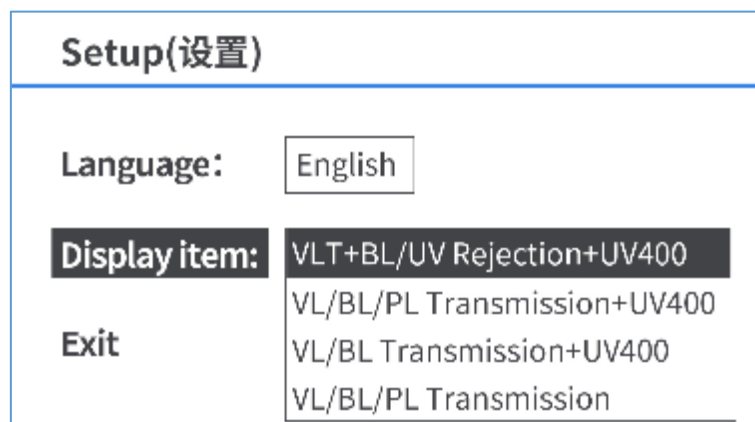 Setup(设置)
Language: English
Display item: VLT+BL/UV Rejection+UV400
VL/BL/PL Transmission+UV400
Exit
VL/BL Transmission+UV400
VL/BL/PL Transmission